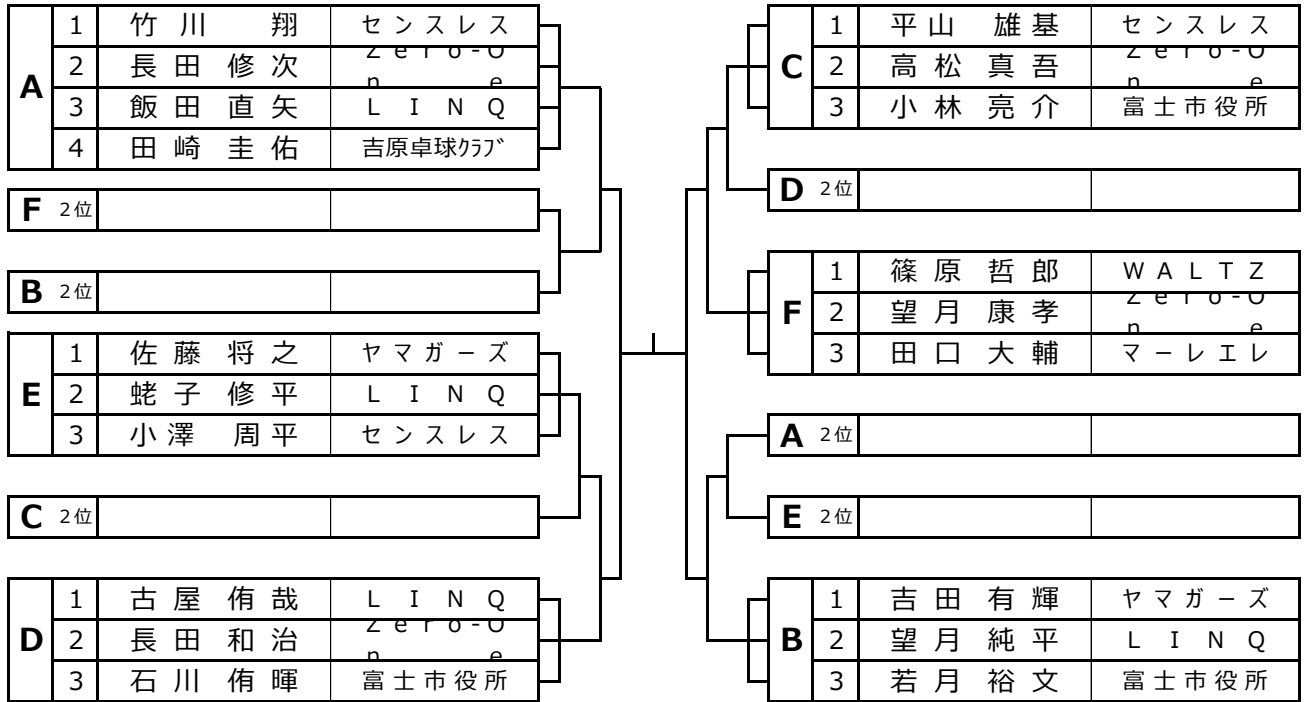 A
1 竹川 翔 センスレス
2 長田修次 Zero-One
3 飯田直矢 LINQ
4 田崎圭佑 吉原卓球ｸﾗﾌﾞ
F 2位
B 2位
E
1 佐藤将之 ヤマガーズ
2 蛯子修平 LINQ
3 小澤 周平 センスレス
C 2位
D
1 古屋侑哉 LINQ
2 長田和治 Zero-One
3 石川侑暉 富士市役所
C
1 平山 雄基 センスレス
2 高松真吾 Zero-One
3 小林亮介 富士市役所
D 2位
F
1 篠原哲郎 WALTZ
2 望月康孝 Zero-One
3 田口大輔 マーレエレ
A 2位
E 2位
B
1 吉田有輝 ヤマガーズ
2 望月純平 LINQ
3 若月裕文 富士市役所